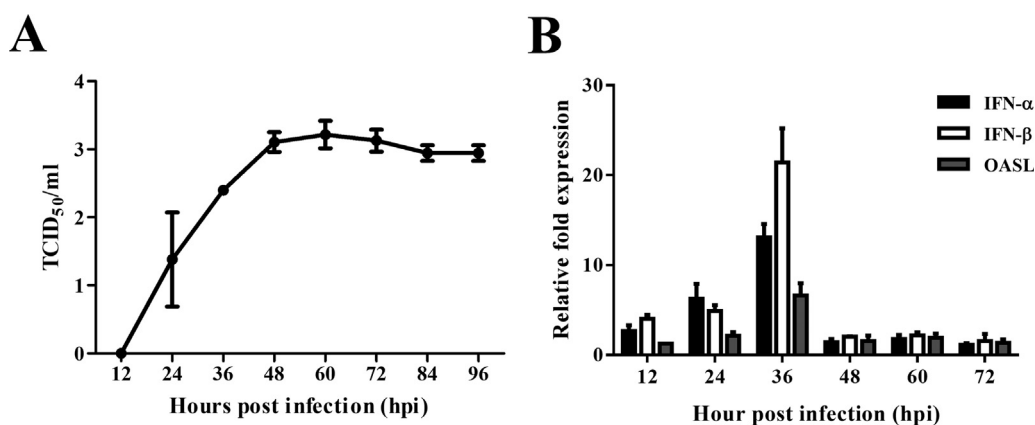 A
TCID50/ml
4
3
2
1
0
12 24 36 48 60 72 84 96
Hours post infection (hpi)
B
Relative fold expression
30
20
10
0
IFN-α
IFN-β
OASL
12 24 36 48 60 72
Hour post infection (hpi)